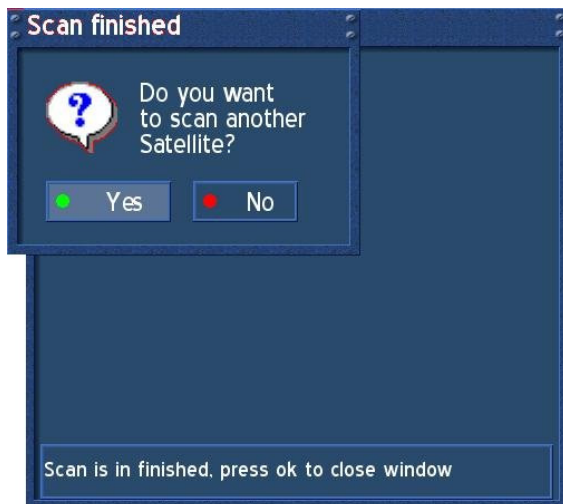 Scan finished
Do you want
to scan another
Satellite?
Yes
No
Scan is in finished, press ok to close window